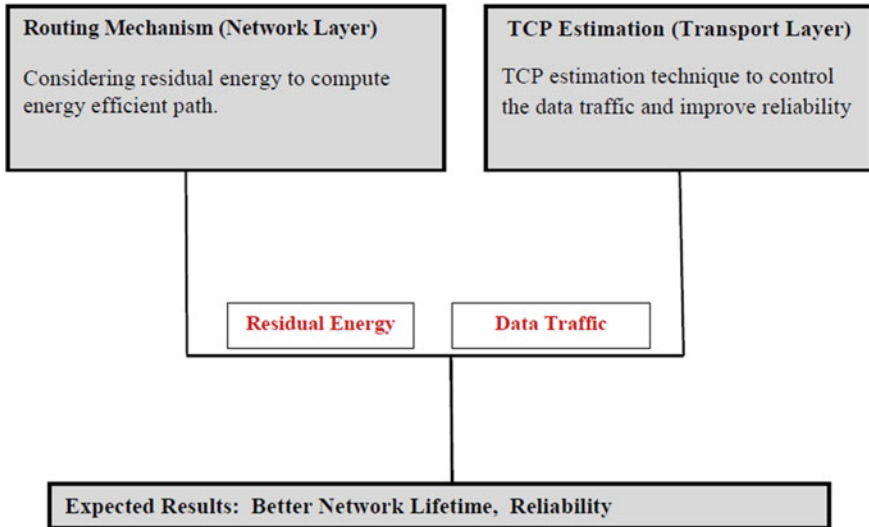 Routing Mechanism (Network Layer)
Considering residual energy to compute
energy efficient path.
TCP Estimation (Transport Layer)
TCP estimation technique to control
the data traffic and improve reliability
Residual Energy
Data Traffic
Expected Results: Better Network Lifetime, Reliability